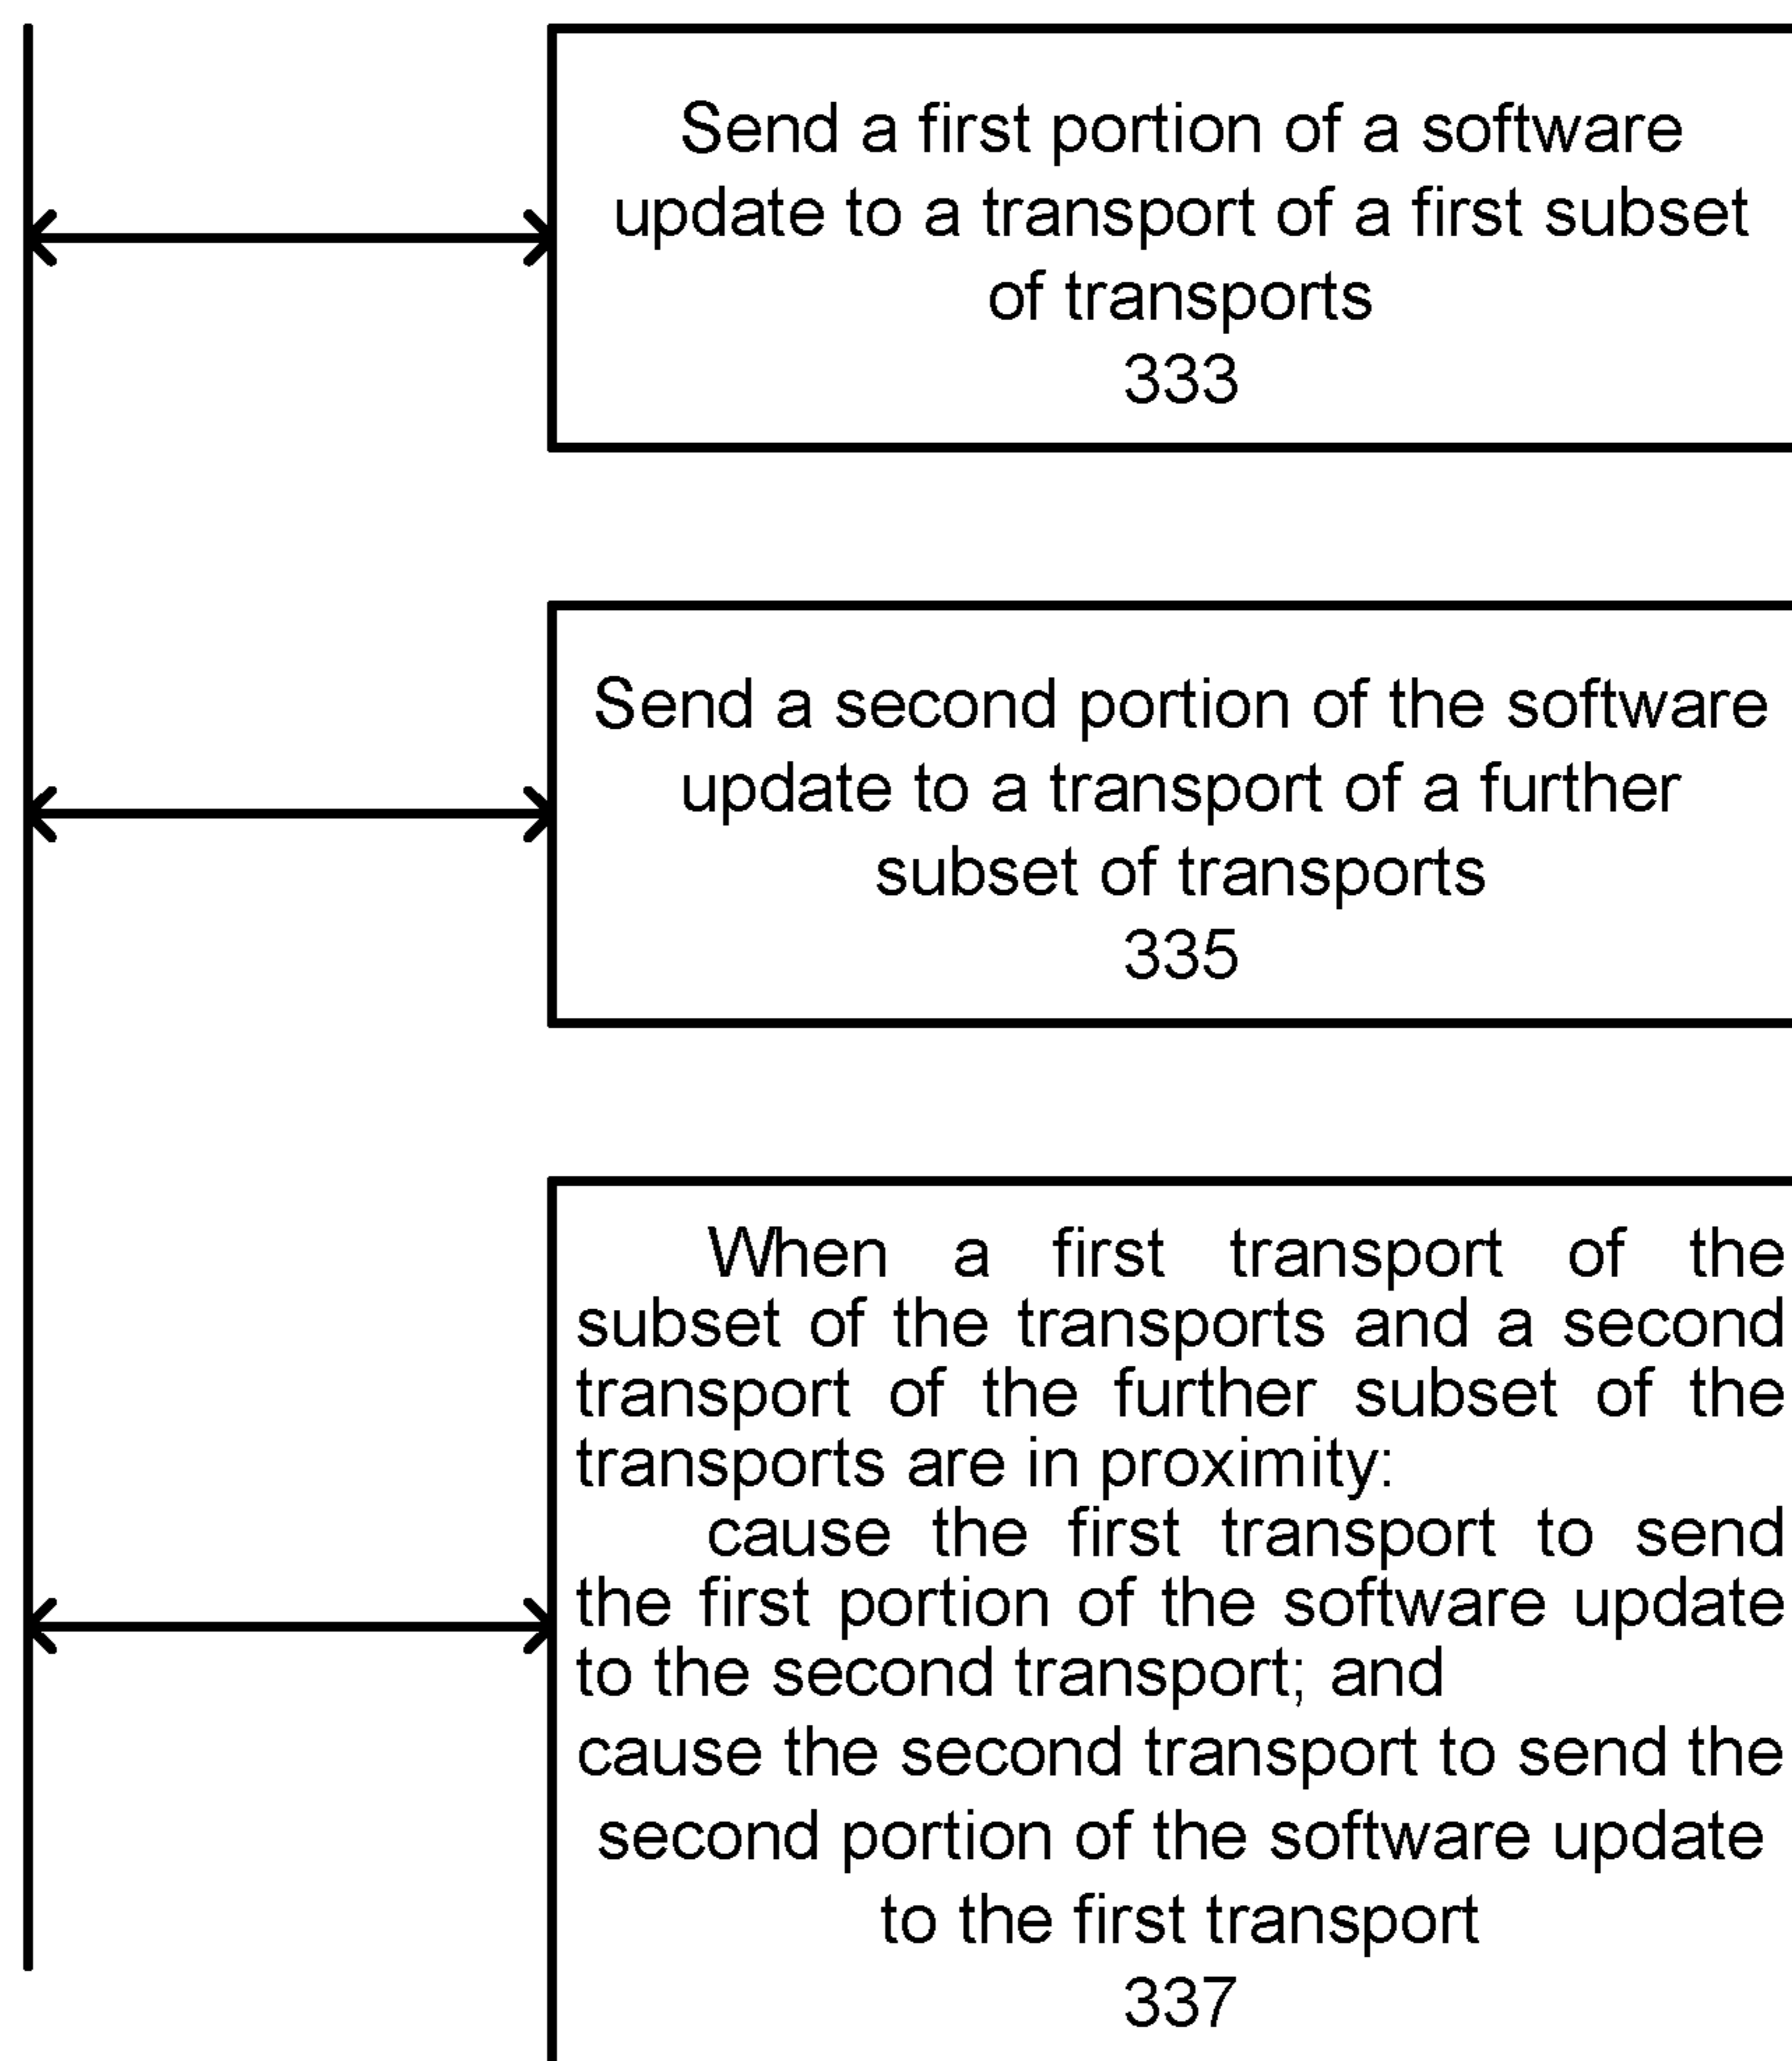 Send a first portion of a software
update to a transport of a first subset
of transports
333
Send a second portion of the software
update to a transport of a further
subset of transports
335
When a first transport of the
subset of the transports and a second
transport of the further subset of the
transports are in proximity:
cause the first transport to send
the first portion of the software update
to the second transport; and
cause the second transport to send the
second portion of the software update
to the first transport
337